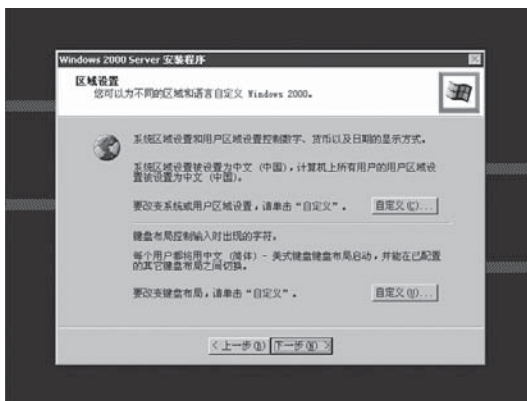 Windows 2000 Server 安装程序
区域设置
您可以为不同的区域和语言自定义 Windows 2000。
系统区域设置和用户区域设置控制数字、货币以及日期的显示方式。
系统区域设置被设置为中文 (中国)，计算机上所有用户的用户区域设
置被设置为中文 (中国)。
要改变系统或用户区域设置，请单击“自定义”。 自定义(C)...
键盘布局控制输入时出现的字符。
每个用户都将用中文 (简体) - 美式键盘键盘布局启动，并能在已配置
的其它键盘布局之间切换。
要改变键盘布局，请单击“自定义”。 自定义(U)...
< 上一步(B) 下一步(N) >